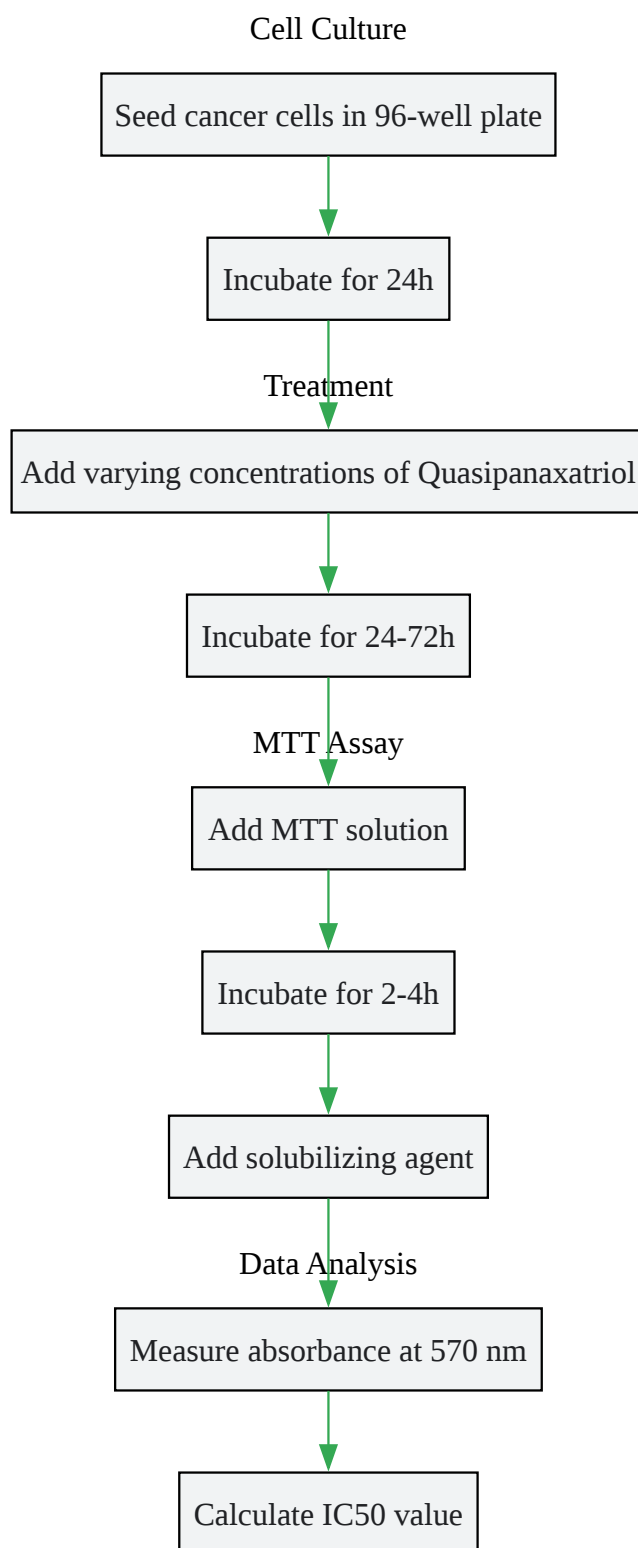 Cell Culture
Seed cancer cells in 96-well plate
Incubate for 24h
Treatment
Add varying concentrations of Quasipanaxatriol
Incubate for 24-72h
MTT Assay
Add MTT solution
Incubate for 2-4h
Add solubilizing agent
Data Analysis
Measure absorbance at 570 nm
Calculate IC50 value